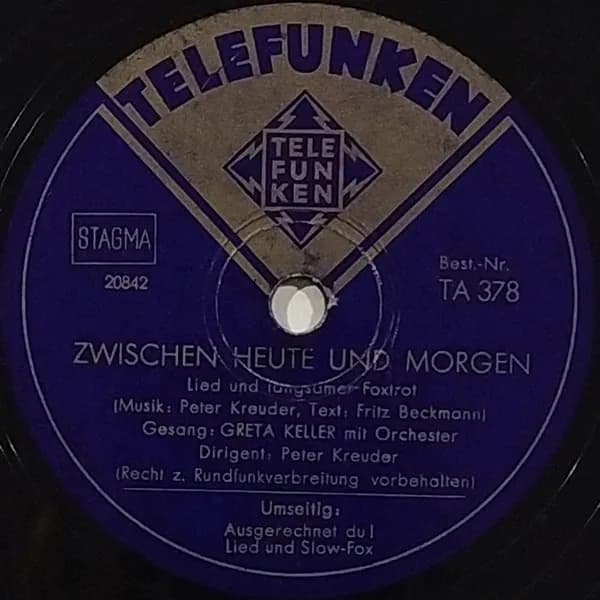 TELEFUNKEN
TELE
FUN
KEN
STAGMA
20842
Best.-Nr.
TA 378
ZWISCHEN HEUTE UND MORGEN
Lied und langsamer Foxtrot
(Musik: Peter Kreuder, Text: Fritz Beckmann)
Gesang: GRETA KELLER mit Orchester
Dirigent: Peter Kreuder
(Recht z. Rundfunkverbreitung vorbehalten)
Umseitig:
Ausgerechnet du!
Lied und Slow-Fox